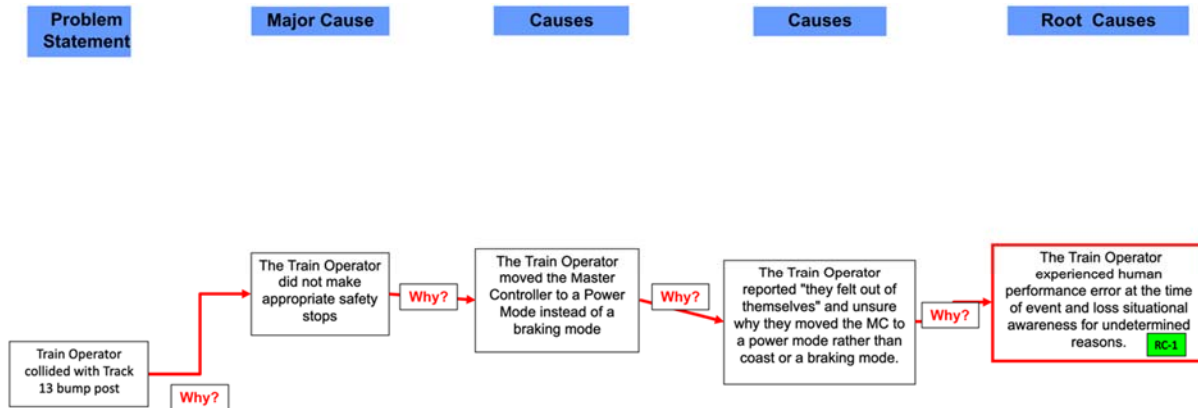 Problem
Statement
Major Cause
Causes
Causes
Root Causes
Train Operator
collided with Track
13 bump post
Why?
The Train Operator
did not make
appropriate safety
stops
Why?
The Train Operator
moved the Master
Controller to a Power
Mode instead of a
braking mode
Why?
The Train Operator
reported "they felt out of
themselves" and unsure
why they moved the MC to
a power mode rather than
coast or a braking mode.
Why?
The Train Operator
experienced human
performance error at the time
of event and loss situational
awareness for undetermined
reasons.
RC-1